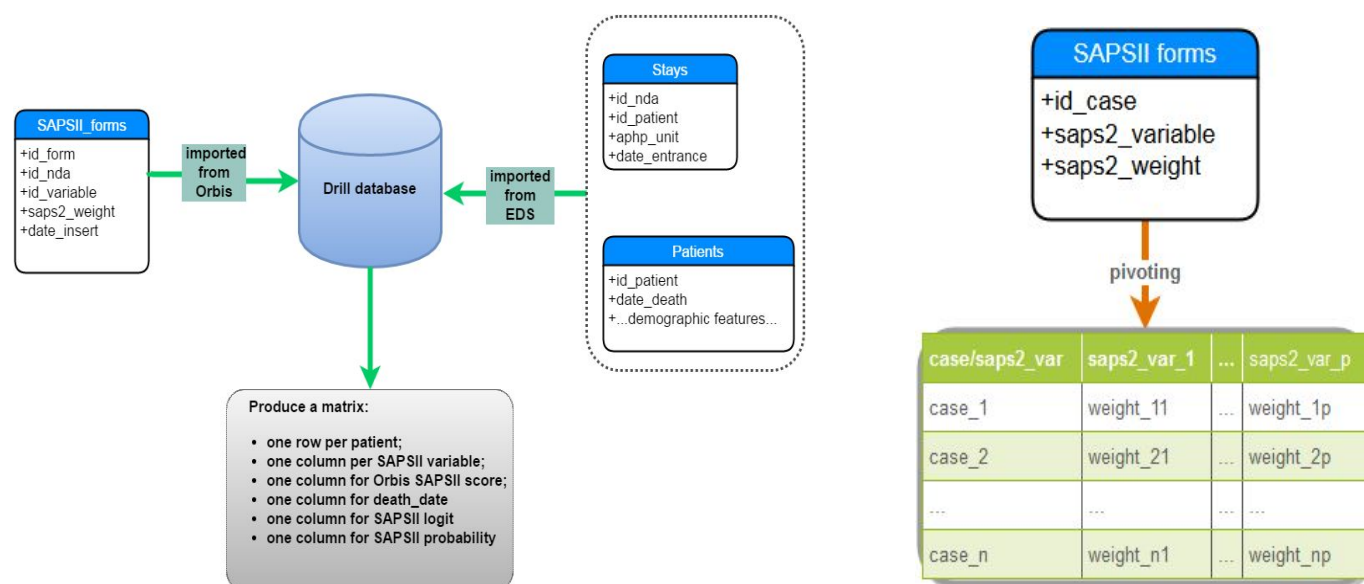 SAPSII_forms
+id_form
+id_nda
+id_variable
+saps2_weight
+date_insert
imported
from
Orbis
Drill database
imported
from
EDS
Stays
+id_nda
+id_patient
+aphp_unit
+date_entrance
Patients
+id_patient
+date_death
+...demographic features...
Produce a matrix:
• one row per patient;
• one column per SAPSII variable;
• one column for Orbis SAPSII score;
• one column for death_date
• one column for SAPSII logit
• one column for SAPSII probability
SAPSII forms
+id_case
+saps2_variable
+saps2_weight
pivoting
case/saps2_var saps2_var_1 ... saps2_var_p
case_1 weight_11 ... weight_1p
case_2 weight_21 ... weight_2p
... ... ... ...
case_n weight_n1 ... weight_np